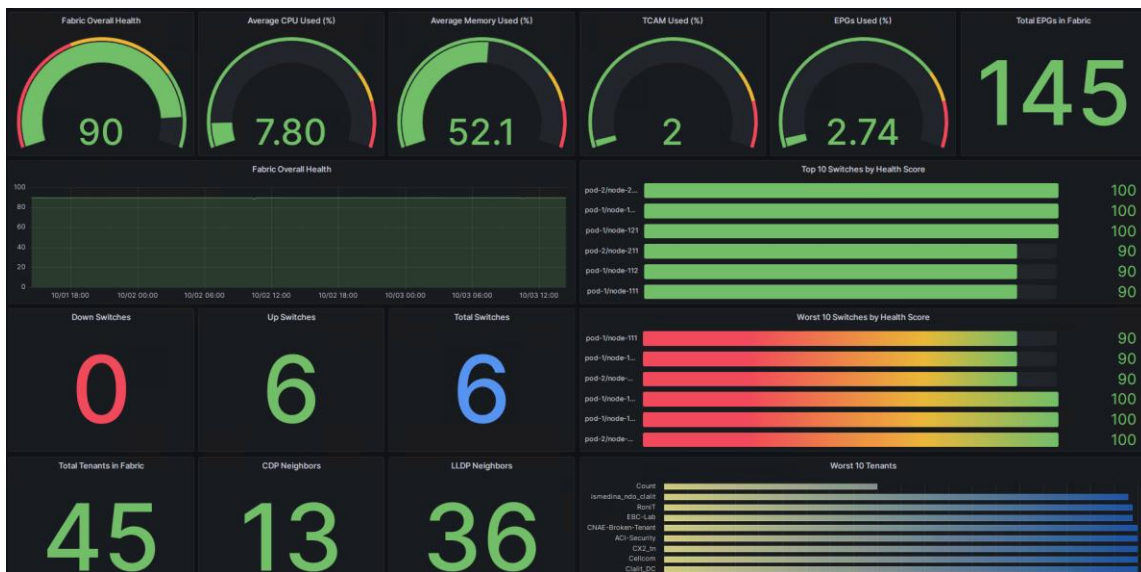 Fabric Overall Health
Average CPU Used (%)
Average Memory Used (%)
TCAM Used (%)
EPGs Used (%)
Total EPGs in Fabric
90
7.80
52.1
2
2.74
145
Fabric Overall Health
100
80
60
40
20
0
10/01 18:00 10/02 00:00 10/02 06:00 10/02 12:00 10/02 18:00 10/03 00:00 10/03 06:00 10/03 12:00
Top 10 Switches by Health Score
pod-2/node-2... 100
pod-1/node-1... 100
pod-1/node-121 100
pod-2/node-211 90
pod-1/node-112 90
pod-1/node-111 90
Down Switches
Up Switches
Total Switches
0
6
6
Worst 10 Switches by Health Score
pod-1/node-111 90
pod-1/node-1... 90
pod-2/node-... 90
pod-1/node-1... 100
pod-1/node-1... 100
pod-2/node-... 100
Total Tenants in Fabric
CDP Neighbors
LLDP Neighbors
45
13
36
Worst 10 Tenants
Count
ismedina_ndo_clalit
RoniT
EBC-Lab
CNAE-Broken-Tenant
ACI-Security
CX2_tn
Cellcom
Clalit_DC